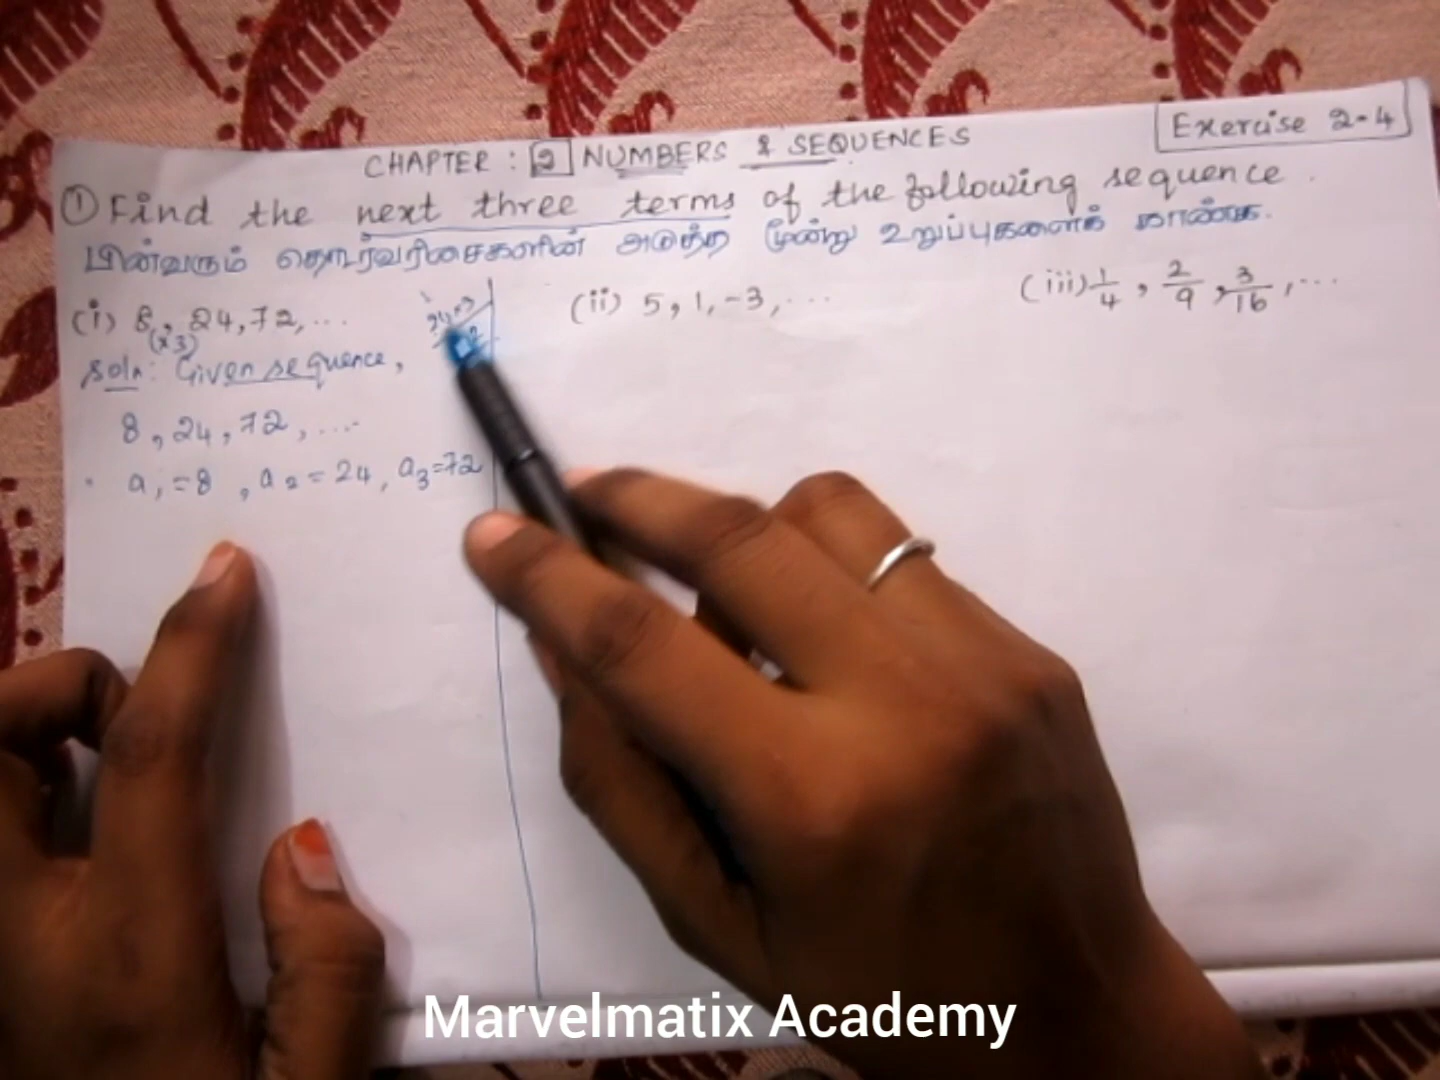 CHAPTER : 2 NUMBERS & SEQUENCES
Exercise 2-4
① Find the next three terms of the following sequence.
பின்வரும் தொடர்வரிசைகளின் அடுத்த மூன்று உறுப்புகளைக் காண்க.
(i) 8, 24, 72, ...
(x3)
(ii) 5, 1, -3, ...
(iii) 1/4, 2/9, 3/16, ...
24×3
soln: Given sequence,
8, 24, 72, ....
a₁ = 8, a₂ = 24, a₃ = 72
Marvelmatix Academy